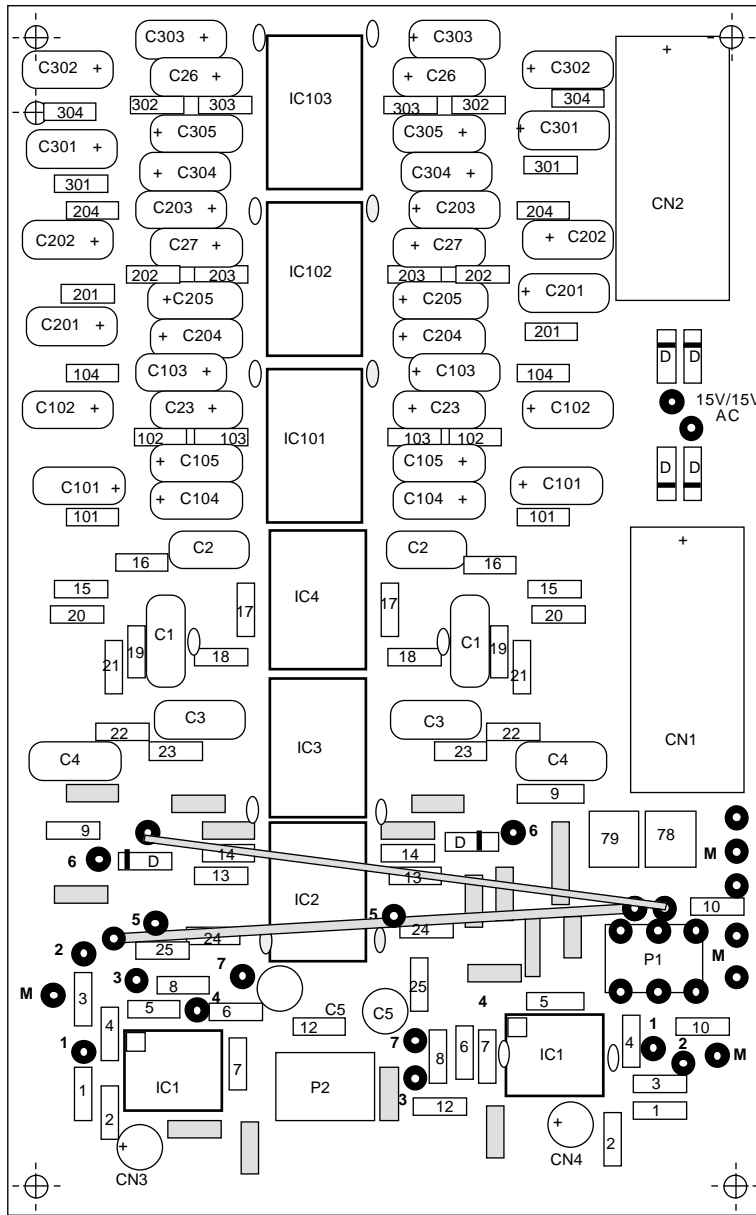 C303 + + C303
C302 + C26 + + C26 + C302 +
IC103
304 302 303 303 302 304
+ C305 + C305 + C301
C301 +
+ C304 C304 + 301
301
CN2
204 C203 + + C203 204
C202 + C27 + + C27 + C202
IC102
202 203 203 202
201 +C205 + C205 + C201
C201 + + C204 + C204 201
104 C103 + + C103 104
D D
C102 + C23 + + C23 + C102
15V/15V
AC
102 103 103 102
IC101
+ C105 C105 +
D D
C101 + + C104 C104 + + C101
101 101
C2 C2
+
16 16
15 15
IC4
17 17
20 20
C1 C1
19 19
21 18 18 21
C3 C3
22 22
IC3
23 23
C4 C4
CN1
9
9 6
79 78
14 D 14
M
6 D
13 13
IC2
5 5
10
24 24
2 25
M
P1
3 7
M 3 8
25
5 6 4
C5 C5
4 5
4 12
7 1 10
1 4 2
8 6 7
IC1 7 IC1
M
P2
3 3
1 12 1
2
+ +
2
CN3 CN4